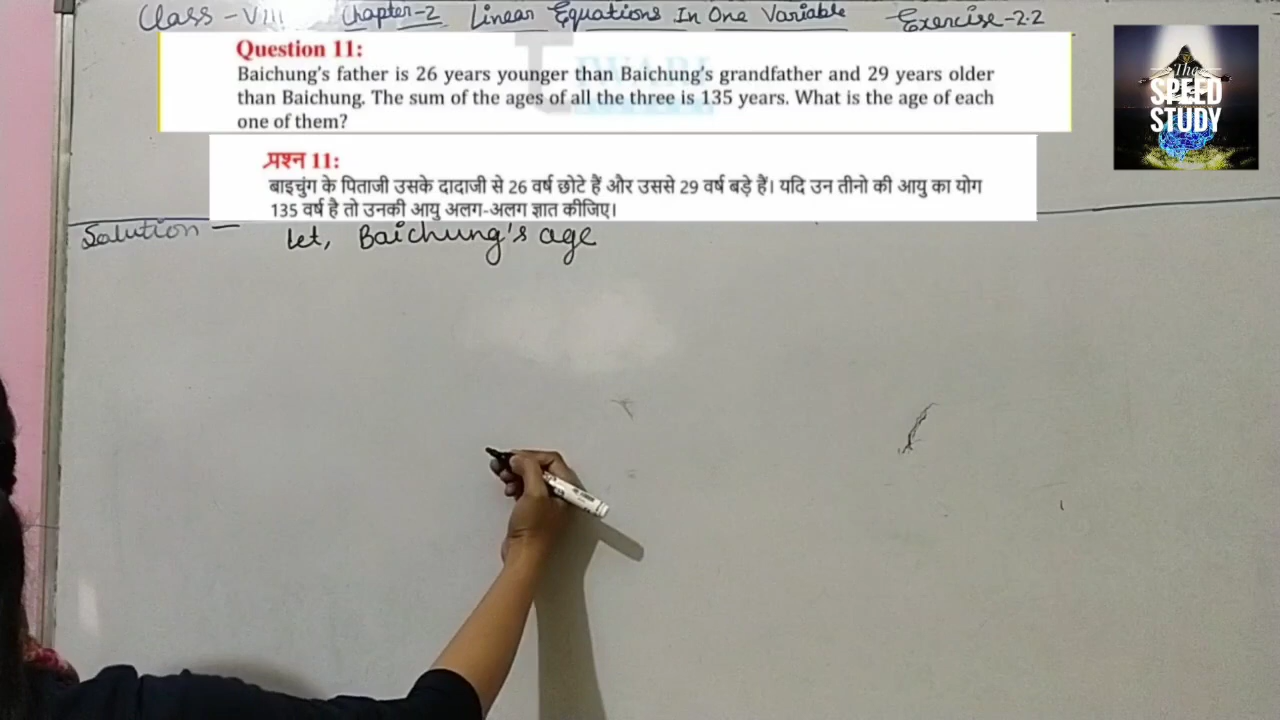 Class - VIII Chapter-2 Linear Equations In One Variable Exercise-2.2
Question 11:
Baichung's father is 26 years younger than Baichung's grandfather and 29 years older
than Baichung. The sum of the ages of all the three is 135 years. What is the age of each
one of them?
प्रश्न 11:
बाइचुंग के पिताजी उसके दादाजी से 26 वर्ष छोटे हैं और उससे 29 वर्ष बड़े हैं। यदि उन तीनो की आयु का योग
135 वर्ष है तो उनकी आयु अलग-अलग ज्ञात कीजिए।
The
SPEED
STUDY
Solution - Let, Baichung's age